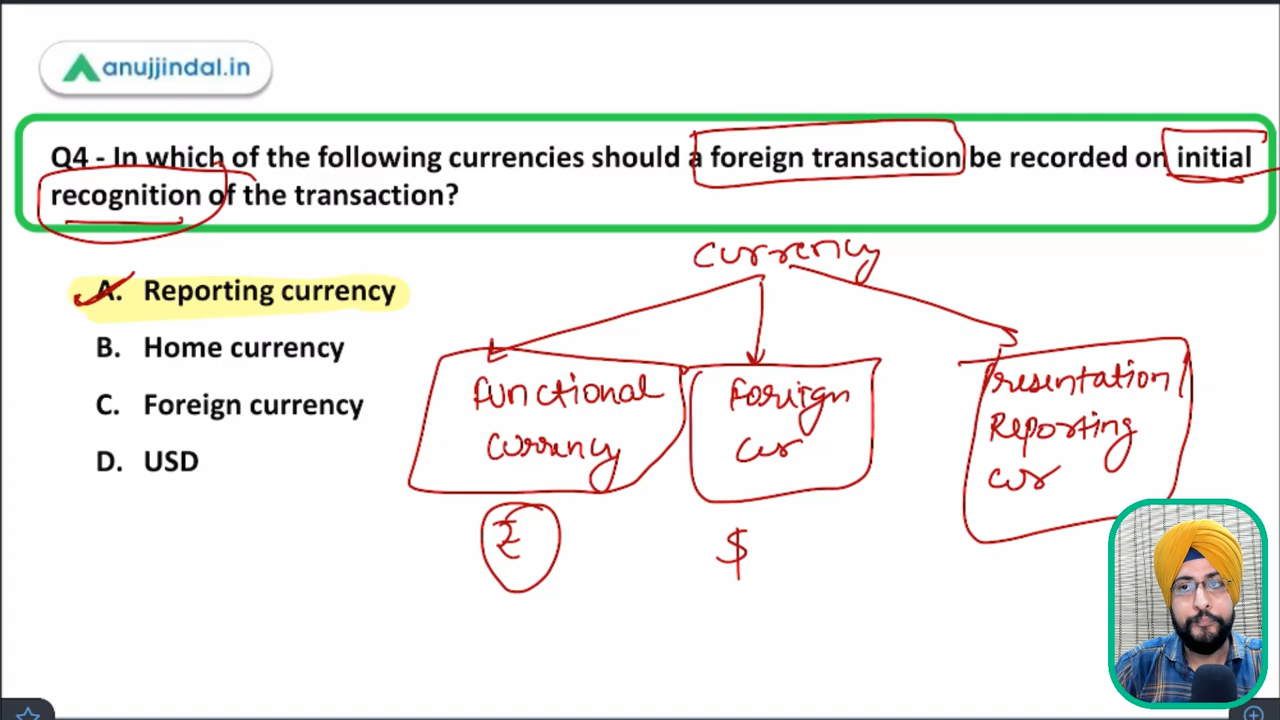 anujjindal.in
Q4 - In which of the following currencies should a foreign transaction be recorded on initial
recognition of the transaction?
A. Reporting currency
B. Home currency
C. Foreign currency
D. USD
Currency
Functional
Currency
₹
Foreign
Cur
$
Presentation/
Reporting
Cur